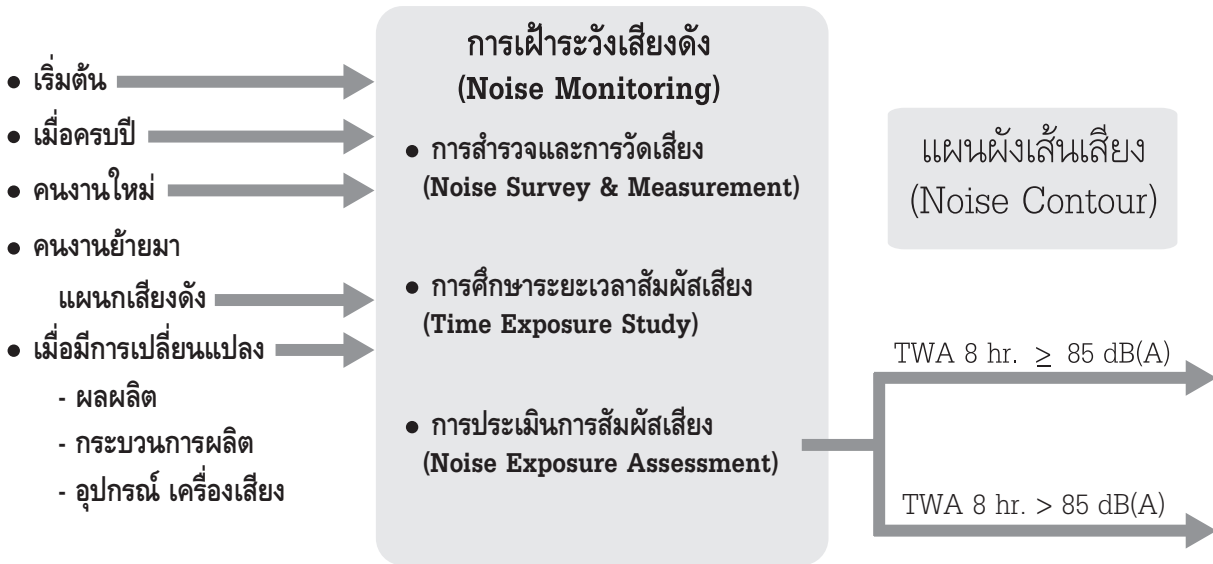 ● เริ่มต้น
● เมื่อครบปี
● คนงานใหม่
● คนงานย้ายมา
แผนกเสียงดัง
● เมื่อมีการเปลี่ยนแปลง
- ผลผลิต
- กระบวนการผลิต
- อุปกรณ์ เครื่องเสียง
การเฝ้าระวังเสียงดัง
(Noise Monitoring)
● การสำรวจและการวัดเสียง
(Noise Survey & Measurement)
● การศึกษาระยะเวลาสัมผัสเสียง
(Time Exposure Study)
● การประเมินการสัมผัสเสียง
(Noise Exposure Assessment)
แผนผังเส้นเสียง
(Noise Contour)
TWA 8 hr. ≥ 85 dB(A)
TWA 8 hr. > 85 dB(A)